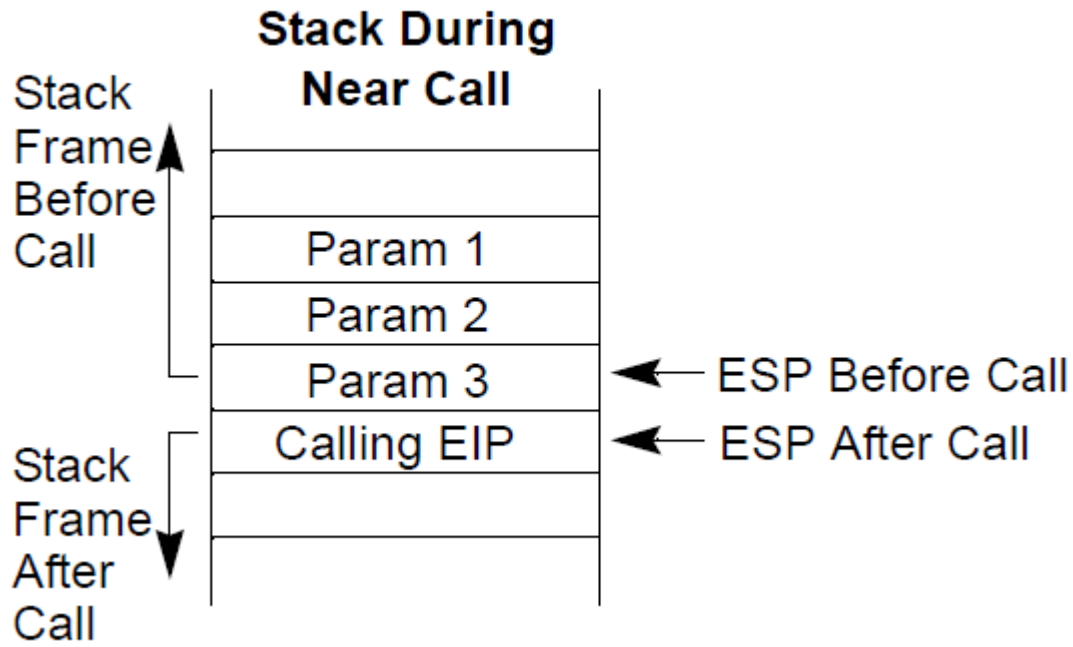 Stack During
Near Call
Stack
Frame
Before
Call
Param 1
Param 2
Param 3
ESP Before Call
Calling EIP
ESP After Call
Stack
Frame
After
Call